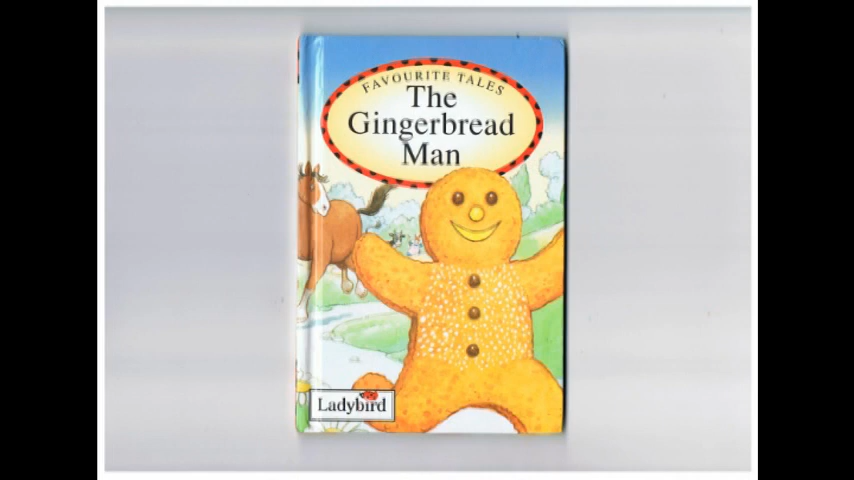 FAVOURITE TALES
The
Gingerbread
Man
Ladybird